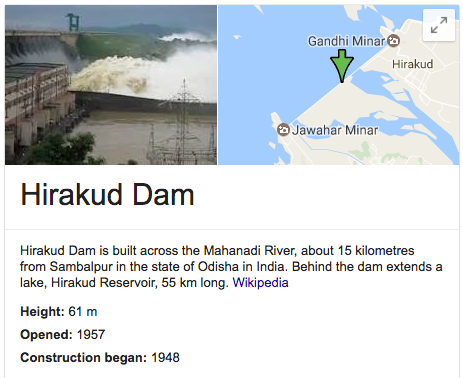 Gandhi Minar
Hirakud
Jawahar Minar
Hirakud Dam
Hirakud Dam is built across the Mahanadi River, about 15 kilometres
from Sambalpur in the state of Odisha in India. Behind the dam extends a
lake, Hirakud Reservoir, 55 km long. Wikipedia
Height: 61 m
Opened: 1957
Construction began: 1948